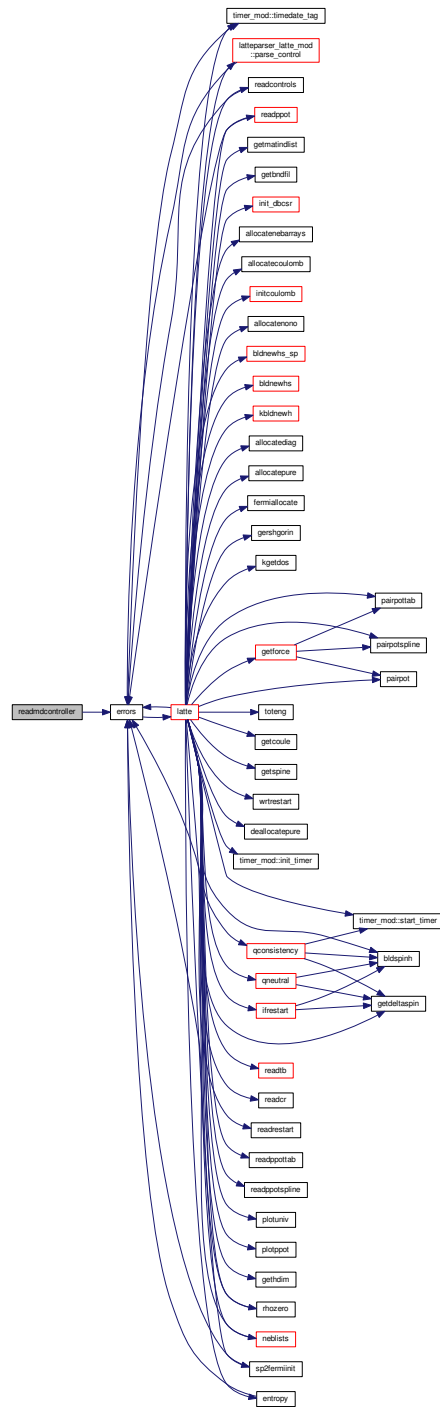 timer_mod::timedate_tag
latteparser_latte_mod
::parse_control
readcontrols
readppot
getmatindlist
getbndfil
init_dbcsr
allocatenebarrays
allocatecoulomb
initcoulomb
allocatenono
bldnewhs_sp
bldnewhs
kbldnewh
allocatediag
allocatepure
fermiallocate
gershgorin
kgetdos
pairpottab
pairpotspline
getforce
pairpot
readmdcontroller
errors
latte
toteng
getcoule
getspine
wrtrestart
deallocatepure
timer_mod::init_timer
timer_mod::start_timer
qconsistency
bldspinh
qneutral
getdeltaspin
ifrestart
readtb
readcr
readrestart
readppottab
readppotspline
plotuniv
plotppot
gethdim
rhozero
neblists
sp2fermiinit
entropy